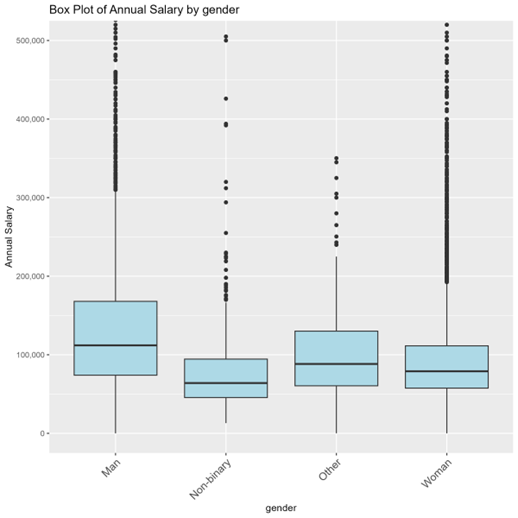 Box Plot of Annual Salary by gender
500,000
400,000
300,000
200,000
100,000
0
Annual Salary
Man
Non-binary
Other
Woman
gender